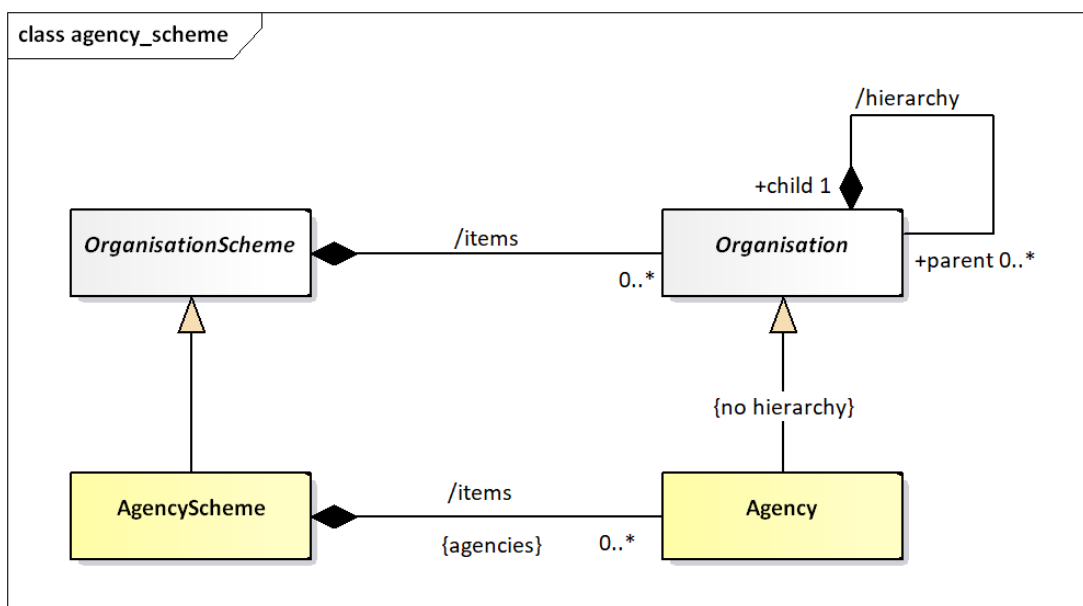 class agency_scheme
/hierarchy
+child 1
OrganisationScheme
/items
0..*
Organisation
+parent 0..*
{no hierarchy}
AgencyScheme
/items
{agencies}
0..*
Agency